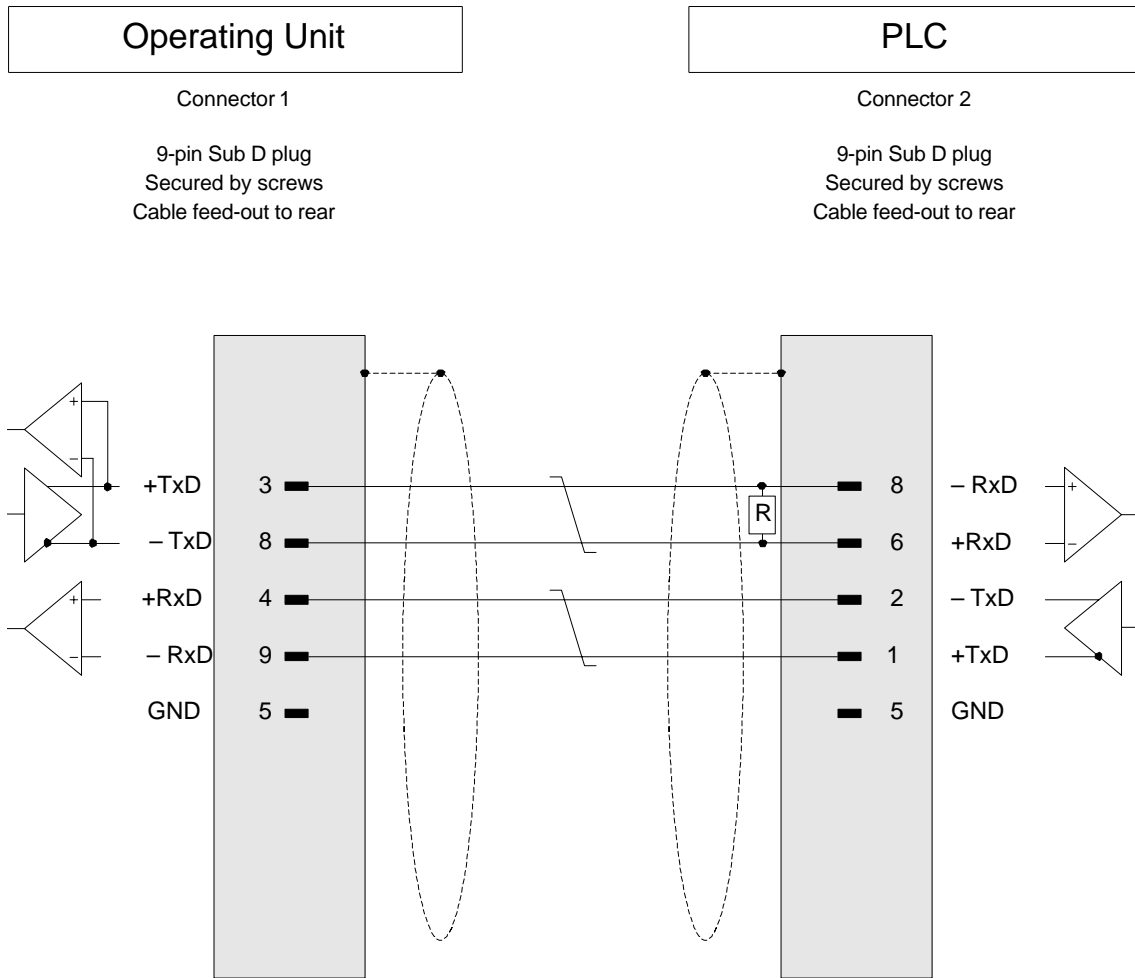 Operating Unit
PLC
Connector 1
Connector 2
9-pin Sub D plug
Secured by screws
Cable feed-out to rear
9-pin Sub D plug
Secured by screws
Cable feed-out to rear
+
–
+TxD 3 8 – RxD +
R
– TxD 8 6 +RxD –
+ +RxD 4 2 – TxD
– – RxD 9 1 +TxD
GND 5 5 GND